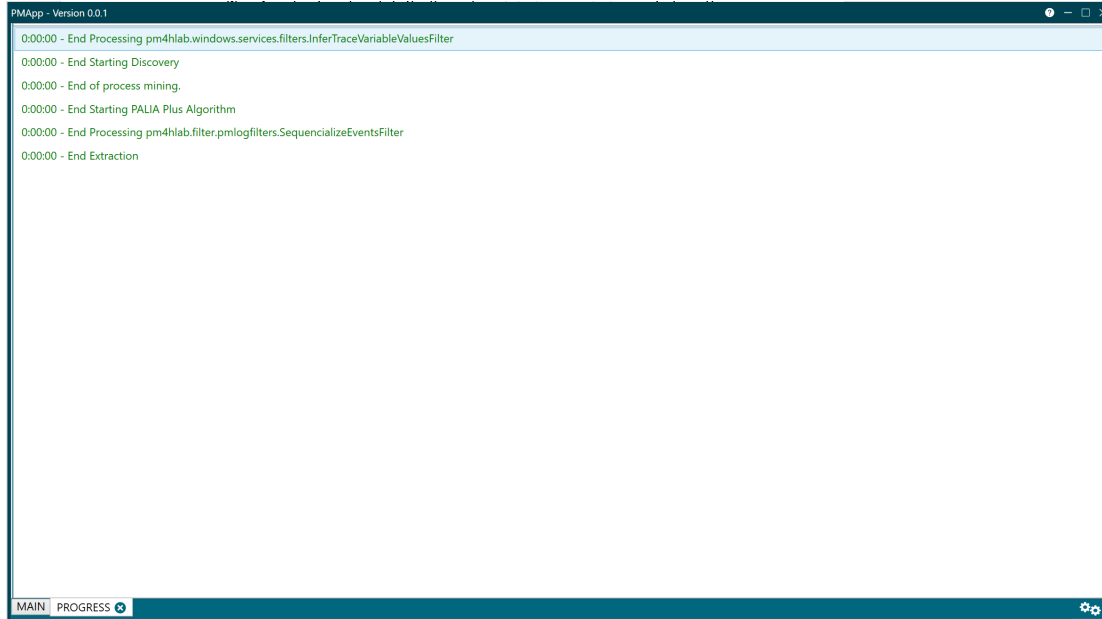 PMApp - Version 0.0.1
0:00:00 - End Processing pm4hlab.windows.services.filters.InferTraceVariableValuesFilter
0:00:00 - End Starting Discovery
0:00:00 - End of process mining.
0:00:00 - End Starting PALIA Plus Algorithm
0:00:00 - End Processing pm4hlab.filter.pmlogfilters.SequencializeEventsFilter
0:00:00 - End Extraction
MAIN PROGRESS